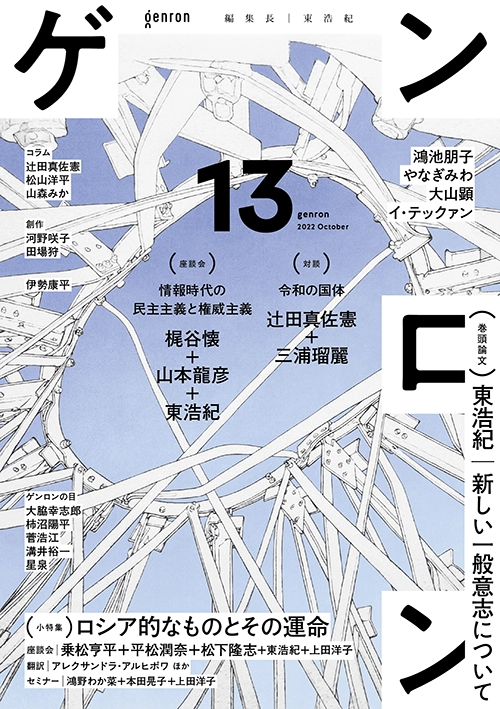 genron
編集長|東浩紀
ゲンロン
13
genron
2022 October
コラム
辻田真佐憲
松山洋平
山森みか
創作
河野咲子
田場狩
伊勢康平
鴻池朋子
やなぎみわ
大山顕
イ・テックァン
(座談会)
情報時代の
民主主義と権威主義
梶谷懐
+
山本龍彦
+
東浩紀
(対談)
令和の国体
辻田真佐憲
+
三浦瑠麗
(巻頭論文)東浩紀|新しい一般意志について
ゲンロンの目
大脇幸志郎
柿沼陽平
菅浩江
溝井裕一
星泉
(小特集)ロシア的なものとその運命
座談会|乗松亨平+平松潤奈+松下隆志+東浩紀+上田洋子
翻訳|アレクサンドラ・アルヒポワ ほか
セミナー|鴻野わか菜+本田晃子+上田洋子